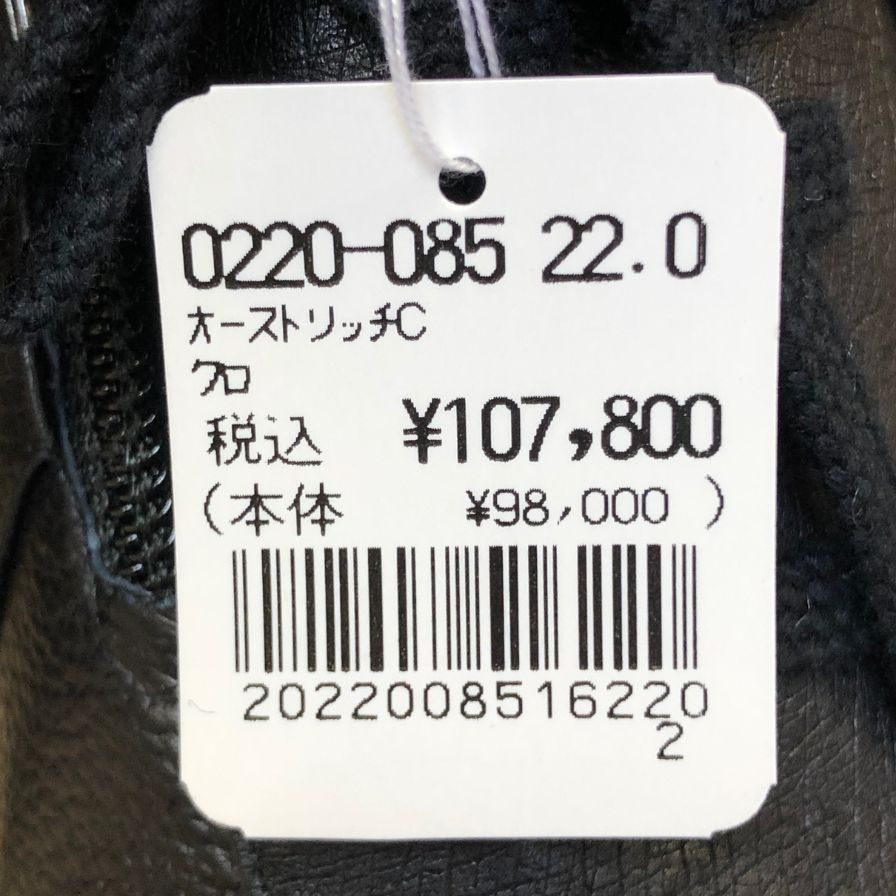 0220-085 22.0
オーストリッチC
クロ
税込 ¥107,800
(本体 ¥98,000 )
2022008516220
2